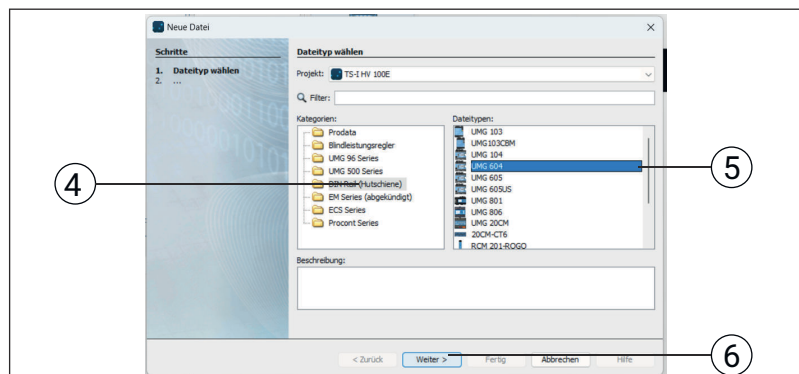 Neue Datei
Schritte
1. Dateityp wählen
2. ...
Dateityp wählen
Projekt: TS-I HV 100E
Filter:
Kategorien:
Prodata
Blindleistungsregler
UMG 96 Series
UMG 500 Series
DIN Rail (Hutschiene)
EM Series (abgekündigt)
ECS Series
Procont Series
Dateitypen:
UMG 103
UMG103CBM
UMG 104
UMG 604
UMG 605
UMG 605US
UMG 801
UMG 806
UMG 20CM
20CM-CT6
RCM 201-ROGO
Beschreibung:
< Zurück
Weiter >
Fertig
Abbrechen
Hilfe
4
5
6